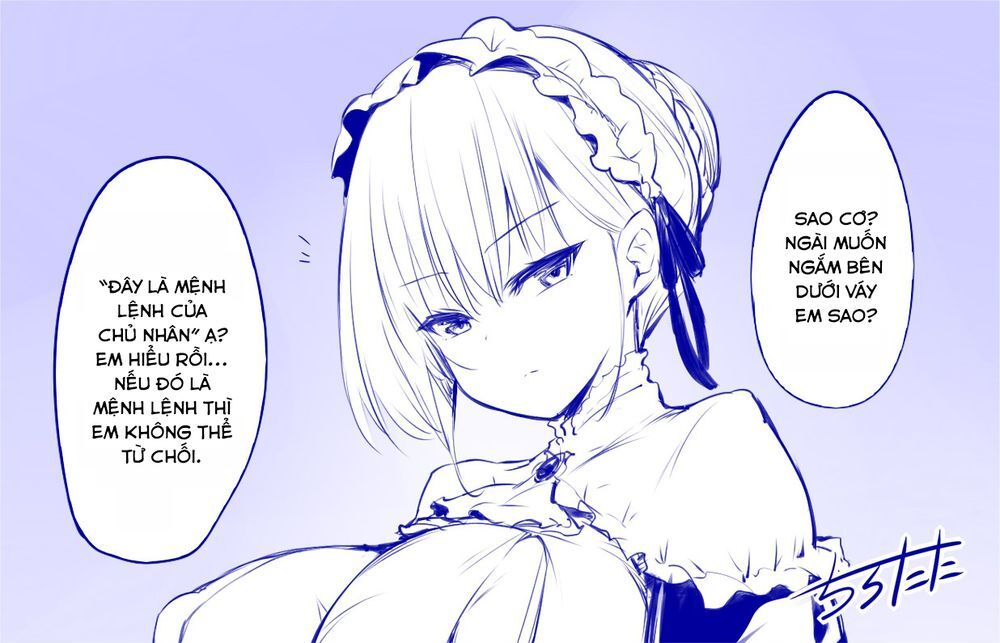 SAO CƠ?
NGÀI MUỐN
NGẮM BÊN
DƯỚI VÁY
EM SAO?
“ĐÂY LÀ MỆNH
LỆNH CỦA
CHỦ NHÂN” Ạ?
EM HIỂU RỒI...
NẾU ĐÓ LÀ
MỆNH LỆNH THÌ
EM KHÔNG THỂ
TỪ CHỐI.